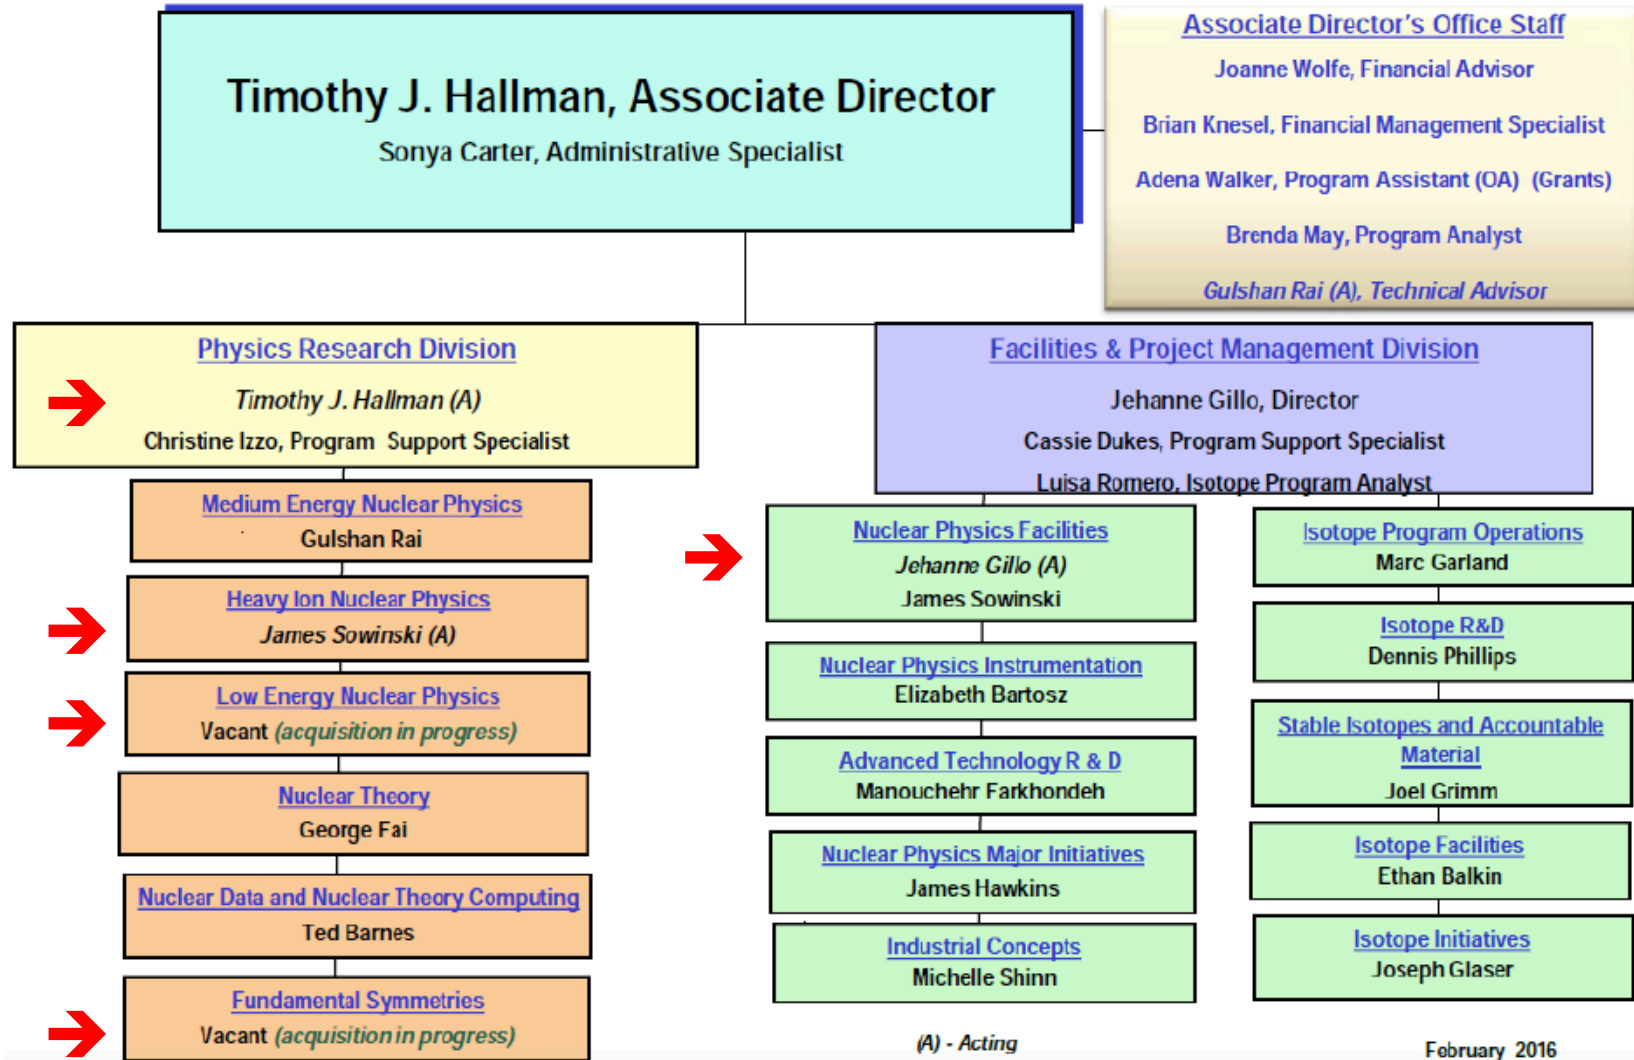 Timothy J. Hallman, Associate Director
Sonya Carter, Administrative Specialist
Associate Director's Office Staff
Joanne Wolfe, Financial Advisor
Brian Knesel, Financial Management Specialist
Adena Walker, Program Assistant (OA) (Grants)
Brenda May, Program Analyst
Gulshan Rai (A), Technical Advisor
Physics Research Division
Timothy J. Hallman (A)
Christine Izzo, Program Support Specialist
Medium Energy Nuclear Physics
Gulshan Rai
Heavy Ion Nuclear Physics
James Sowinski (A)
Low Energy Nuclear Physics
Vacant (acquisition in progress)
Nuclear Theory
George Fai
Nuclear Data and Nuclear Theory Computing
Ted Barnes
Fundamental Symmetries
Vacant (acquisition in progress)
Facilities & Project Management Division
Jehanne Gillo, Director
Cassie Dukes, Program Support Specialist
Luisa Romero, Isotope Program Analyst
Nuclear Physics Facilities
Jehanne Gillo (A)
James Sowinski
Nuclear Physics Instrumentation
Elizabeth Bartosz
Advanced Technology R & D
Manouchehr Farkhondeh
Nuclear Physics Major Initiatives
James Hawkins
Industrial Concepts
Michelle Shinn
Isotope Program Operations
Marc Garland
Isotope R&D
Dennis Phillips
Stable Isotopes and Accountable
Material
Joel Grimm
Isotope Facilities
Ethan Balkin
Isotope Initiatives
Joseph Glaser
(A) - Acting
February 2016